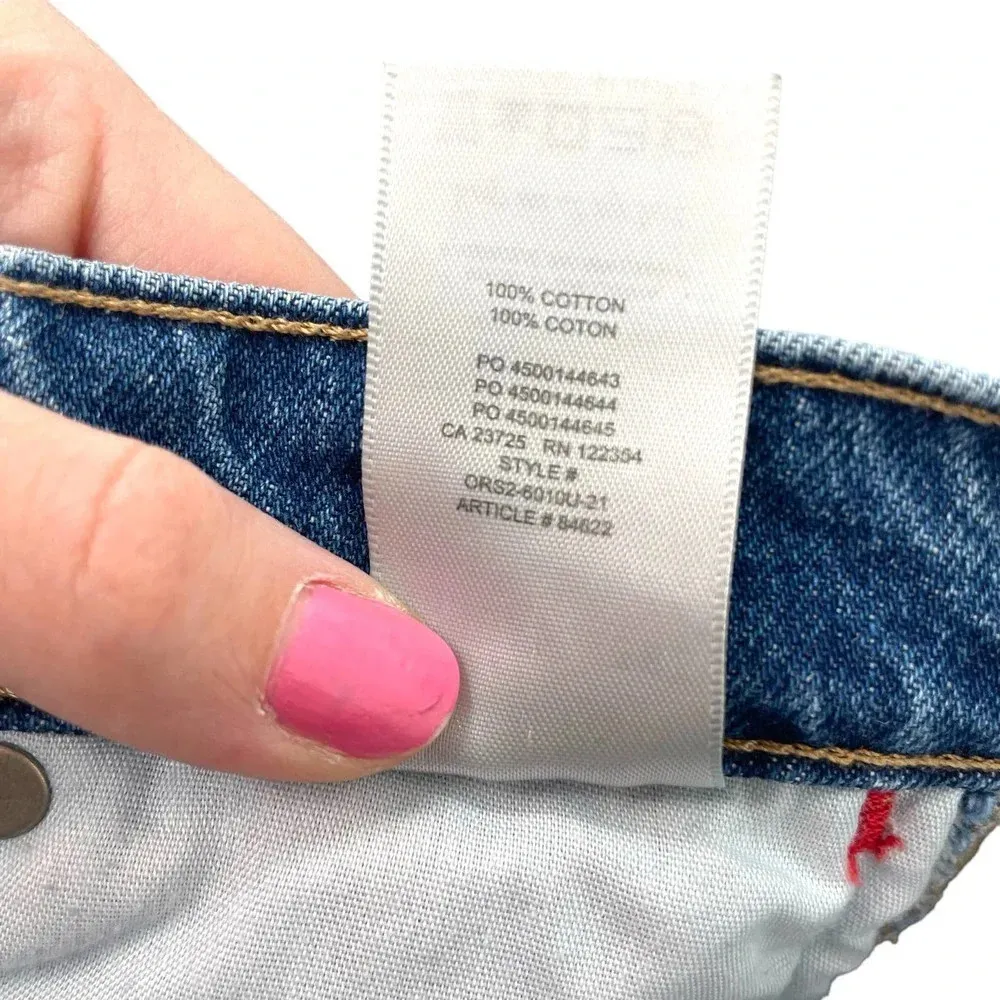 100% COTTON
100% COTON
PO 4500144643
PO 4500144644
PO 4500144645
CA 23725 RN 122354
STYLE #
ORS2-6010U-21
ARTICLE # 84622